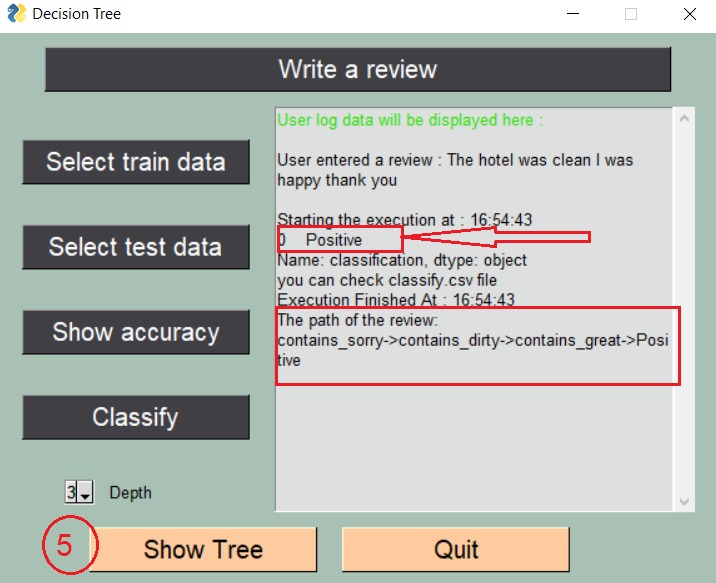 Decision Tree
Write a review
Select train data
Select test data
Show accuracy
Classify
3
Depth
User log data will be displayed here :
User entered a review : The hotel was clean I was
happy thank you
Starting the execution at : 16:54:43
0 Positive
Name: classification, dtype: object
you can check classify.csv file
Execution Finished At : 16:54:43
The path of the review:
contains_sorry->contains_dirty->contains_great->Posi
tive
5
Show Tree
Quit